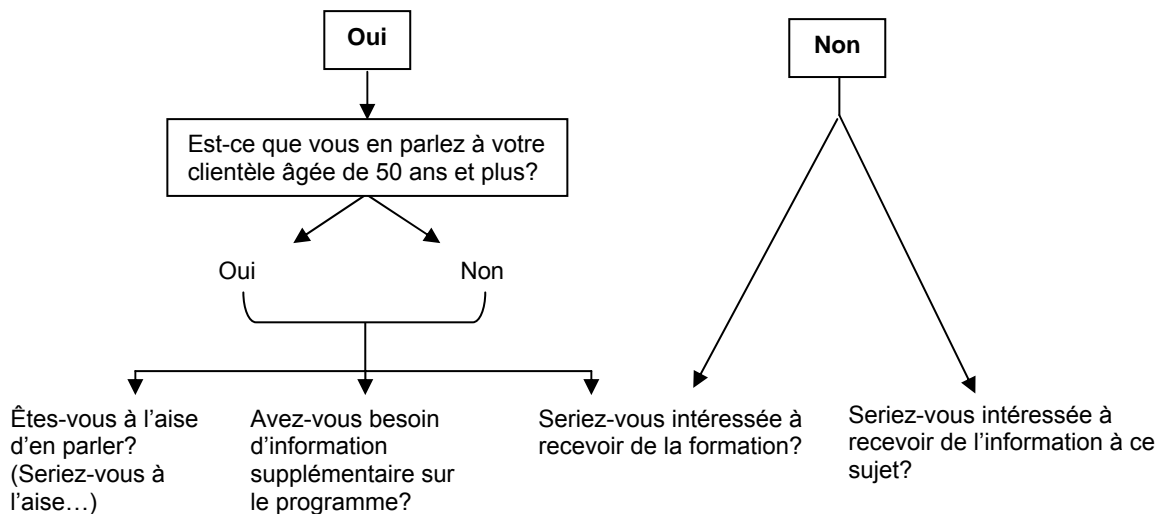 Oui
Non
Est-ce que vous en parlez à votre
clientèle âgée de 50 ans et plus?
Oui
Non
Êtes-vous à l’aise
d’en parler?
(Seriez-vous à
l’aise…)
Avez-vous besoin
d’information
supplémentaire sur
le programme?
Seriez-vous intéressée à
recevoir de la formation?
Seriez-vous intéressée à
recevoir de l’information à ce
sujet?